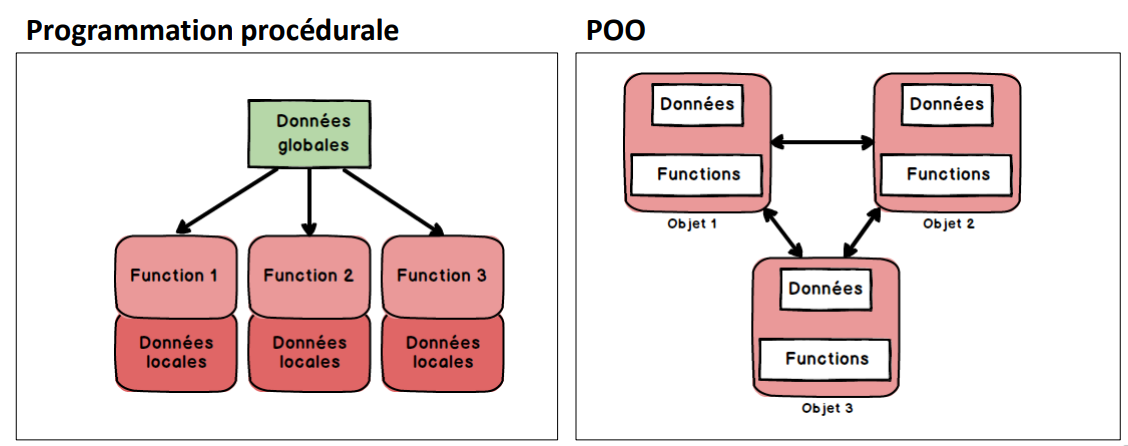 Programmation procédurale
Données
globales
Function 1
Function 2
Function 3
Données
locales
Données
locales
Données
locales
POO
Données
Functions
Objet 1
Données
Functions
Objet 2
Données
Functions
Objet 3